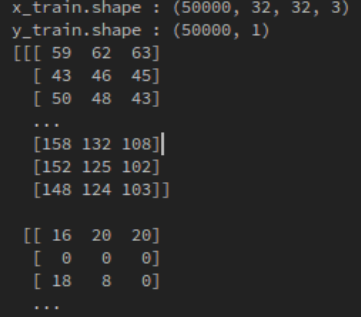 x_train.shape : (50000, 32, 32, 3)
y_train.shape : (50000, 1)
[[[ 59  62  63]
  [ 43  46  45]
  [ 50  48  43]
  ...
  [158 132 108]
  [152 125 102]
  [148 124 103]]

 [[ 16  20  20]
  [  0   0   0]
  [ 18   8   0]
  ...